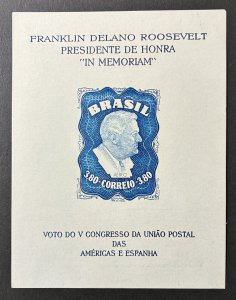 FRANKLIN DELANO ROOSEVELT
PRESIDENTE DE HONRA
"IN MEMORIAM"
BRASIL
3,80 - CORREIO - 3,80
VOTO DO V CONGRESSO DA UNIÃO POSTAL
DAS
AMÉRICAS E ESPANHA